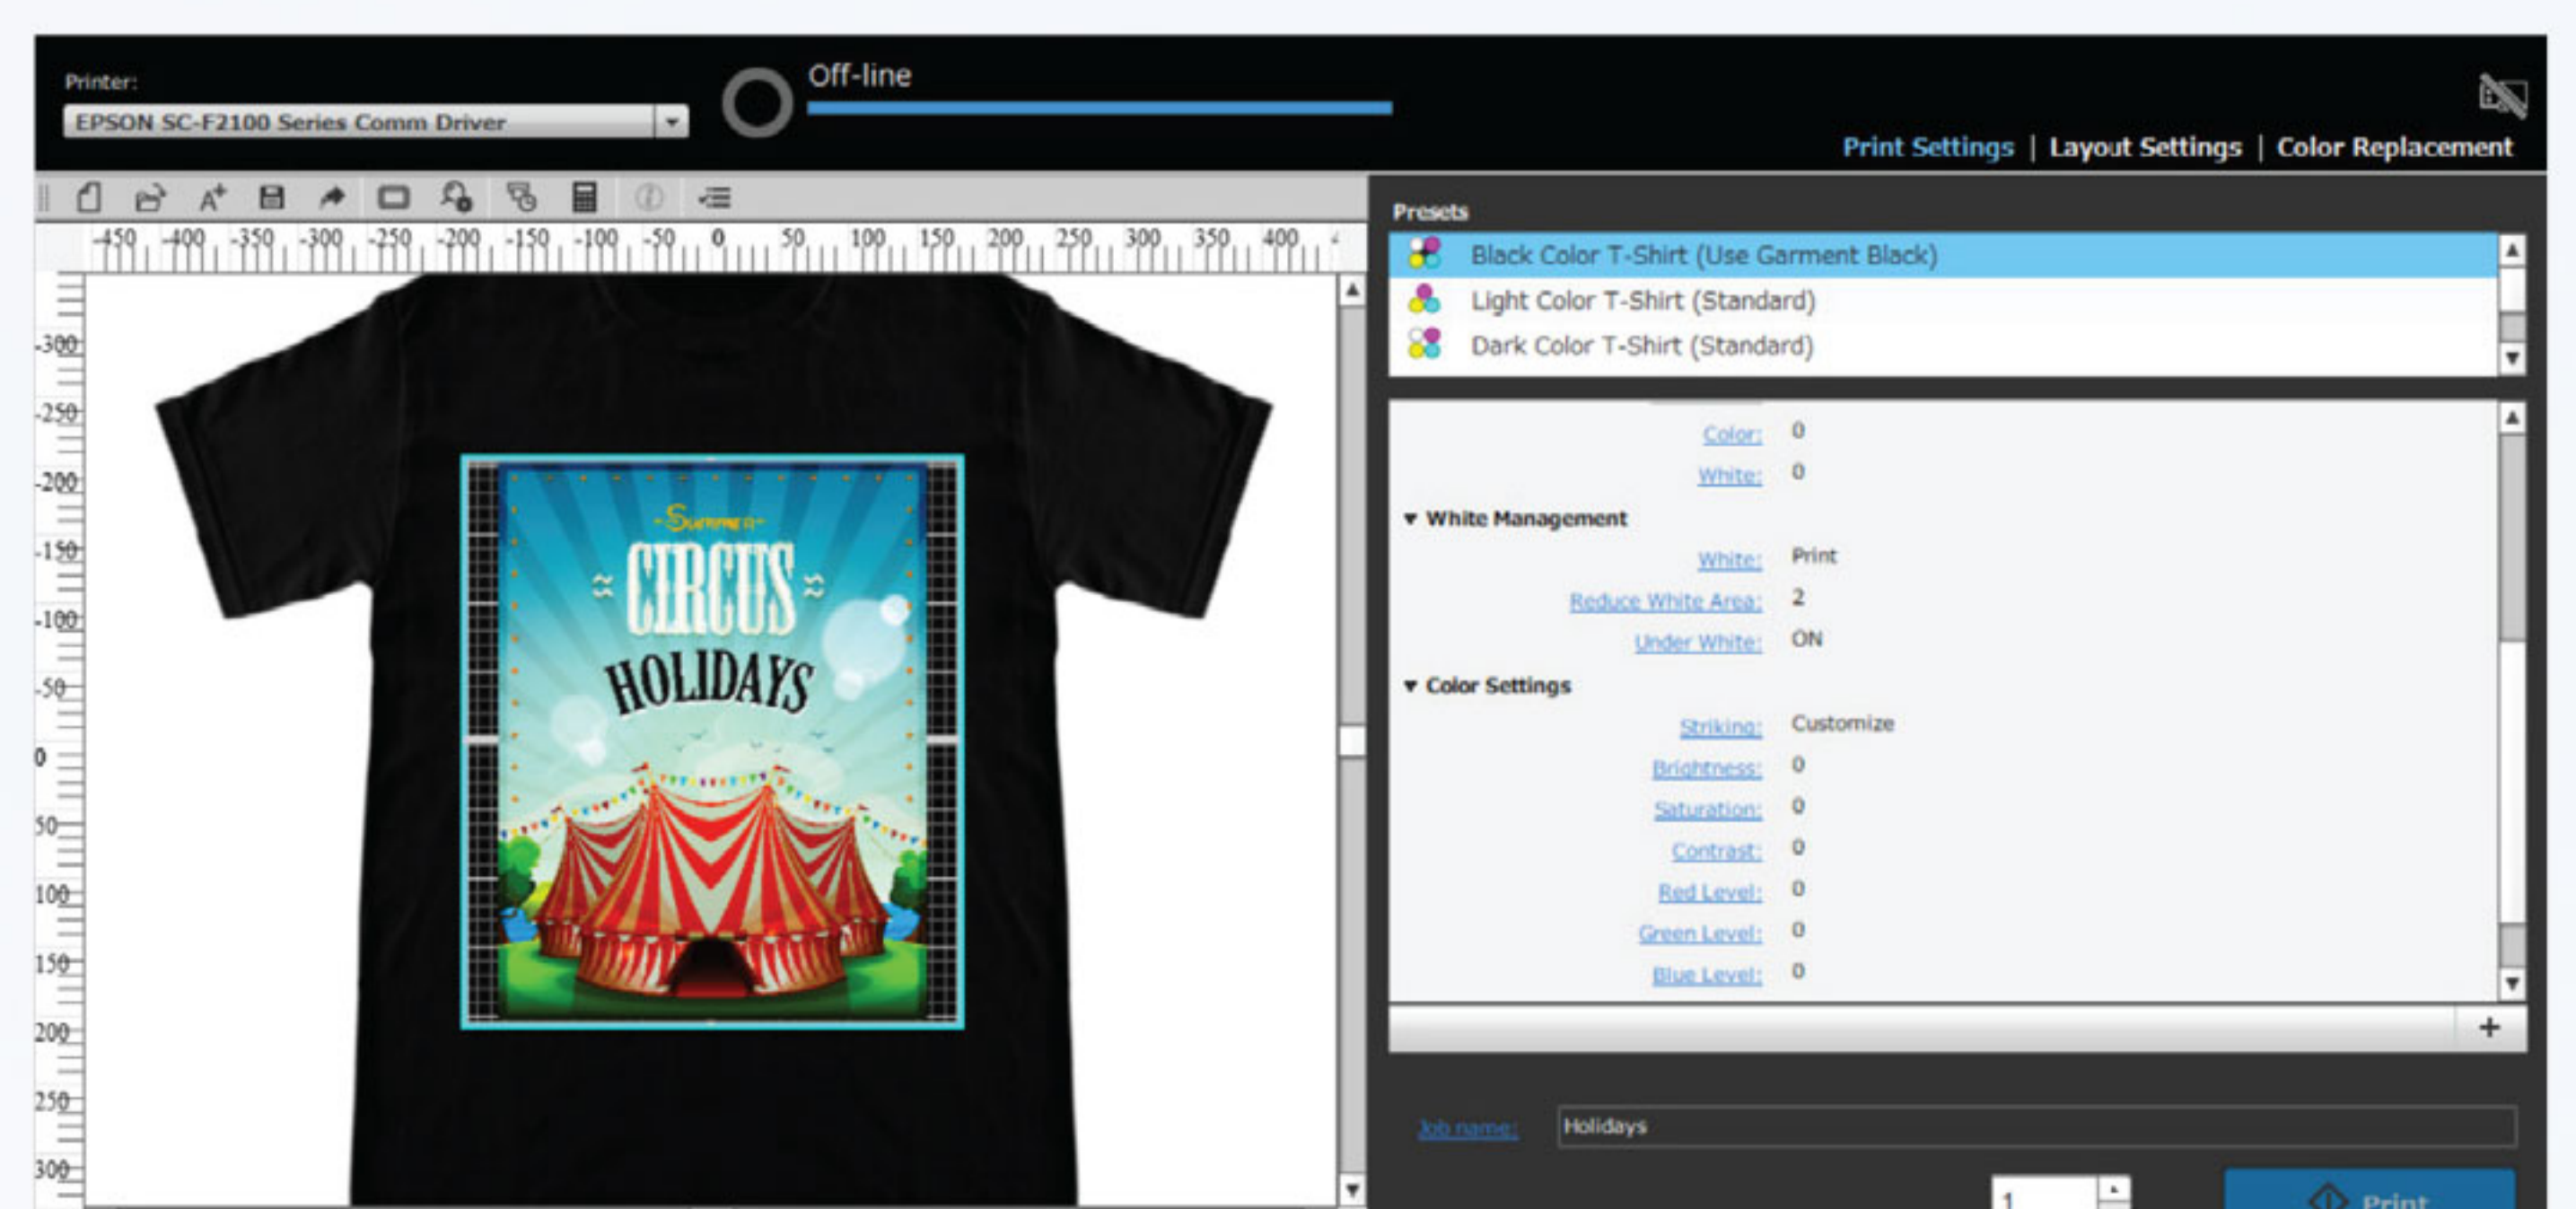 Printer:
EPSON SC-F2100 Series Comm Driver
Off-line
Print Settings | Layout Settings | Color Replacement
-450 -400 -350 -300 -250 -200 -150 -100 -50 0 50 100 150 200 250 300 350 400
-300
-250
-200
-150
-100
-50
0
50
100
150
200
250
300
-Summer-
CIRCUS
HOLIDAYS
Presets
Black Color T-Shirt (Use Garment Black)
Light Color T-Shirt (Standard)
Dark Color T-Shirt (Standard)
Color: 0
White: 0
White Management
White: Print
Reduce White Area: 2
Under White: ON
Color Settings
Striking: Customize
Brightness: 0
Saturation: 0
Contrast: 0
Red Level: 0
Green Level: 0
Blue Level: 0
Job name: Holidays
1 Print